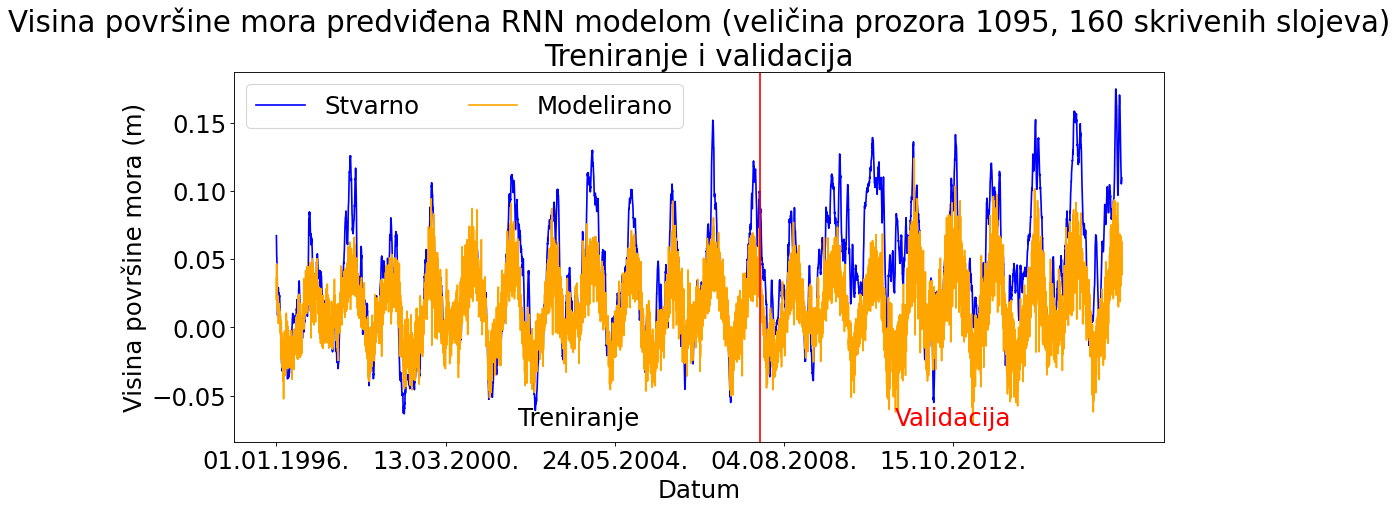 Visina površine mora predviđena RNN modelom (veličina prozora 1095, 160 skrivenih slojeva)
Treniranje i validacija
Stvarno
Modelirano
Visina površine mora (m)
0.15
0.10
0.05
0.00
−0.05
Treniranje
Validacija
01.01.1996.
13.03.2000.
24.05.2004.
04.08.2008.
15.10.2012.
Datum